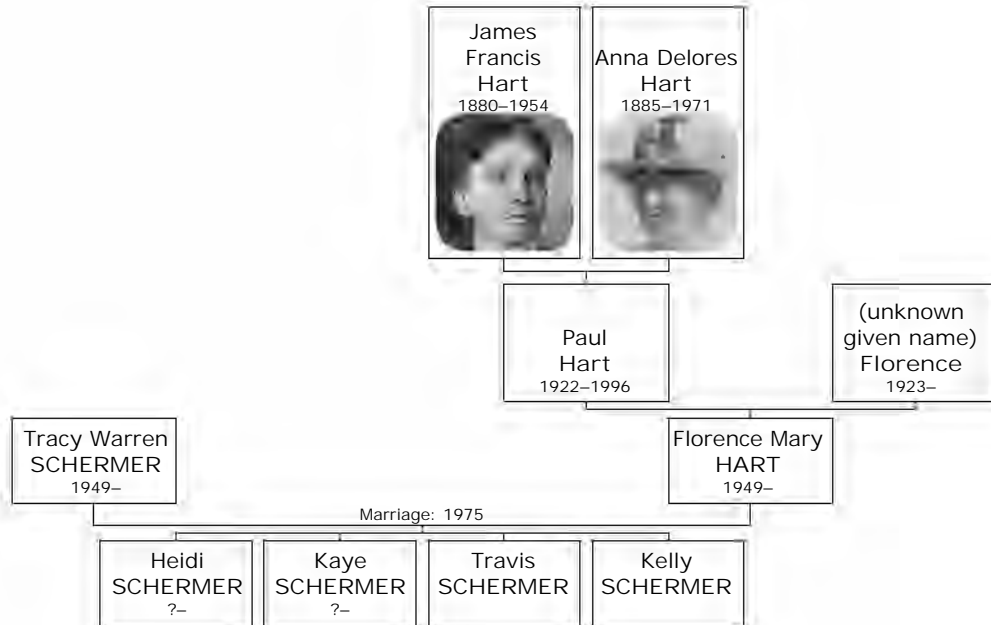 James
Francis
Hart
1880–1954
Anna Delores
Hart
1885–1971
Paul
Hart
1922–1996
(unknown
given name)
Florence
1923–
Tracy Warren
SCHERMER
1949–
Florence Mary
HART
1949–
Marriage: 1975
Heidi
SCHERMER
?–
Kaye
SCHERMER
?–
Travis
SCHERMER
Kelly
SCHERMER